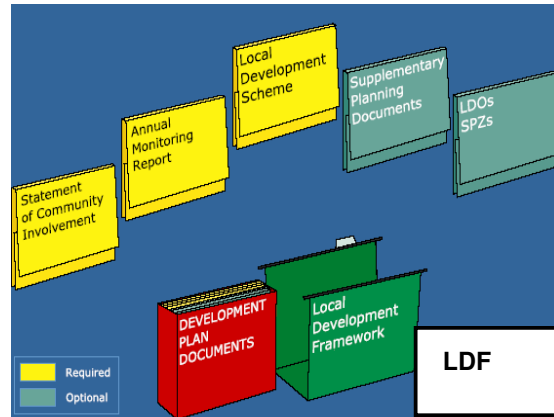 Local
Development
Scheme
Supplementary
Planning
Documents
LDOs
SPZs
Annual
Monitoring
Report
Statement
of Community
Involvement
DEVELOPMENT
PLAN
DOCUMENTS
Local
Development
Framework
Required
Optional
LDF